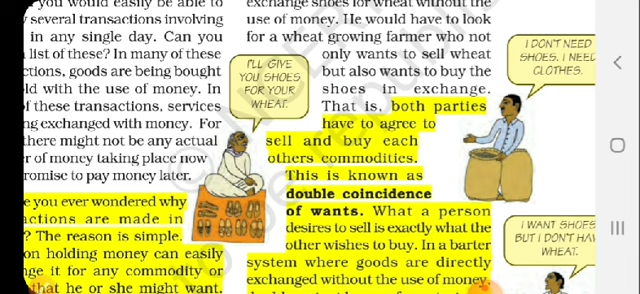 you would easily be able to
several transactions involving
in any single day. Can you
list of these? In many of these
ctions, goods are being bought
ld with the use of money. In
f these transactions, services
ng exchanged with money. For
there might not be any actual
r of money taking place now
romise to pay money later.
e you ever wondered why
actions are made in
? The reason is simple.
on holding money can easily
nge it for any commodity or
that he or she might want.
exchange shoes for wheat without the
use of money. He would have to look
for a wheat growing farmer who not
only wants to sell wheat
but also wants to buy the
shoes in exchange.
That is, both parties
have to agree to
sell and buy each
others commodities.
This is known as
double coincidence
of wants. What a person
desires to sell is exactly what the
other wishes to buy. In a barter
system where goods are directly
exchanged without the use of money,
I'LL GIVE
YOU SHOES
FOR YOUR
WHEAT.
I DON'T NEED
SHOES. I NEED
CLOTHES.
I WANT SHOES
BUT I DON'T HAV
WHEAT.